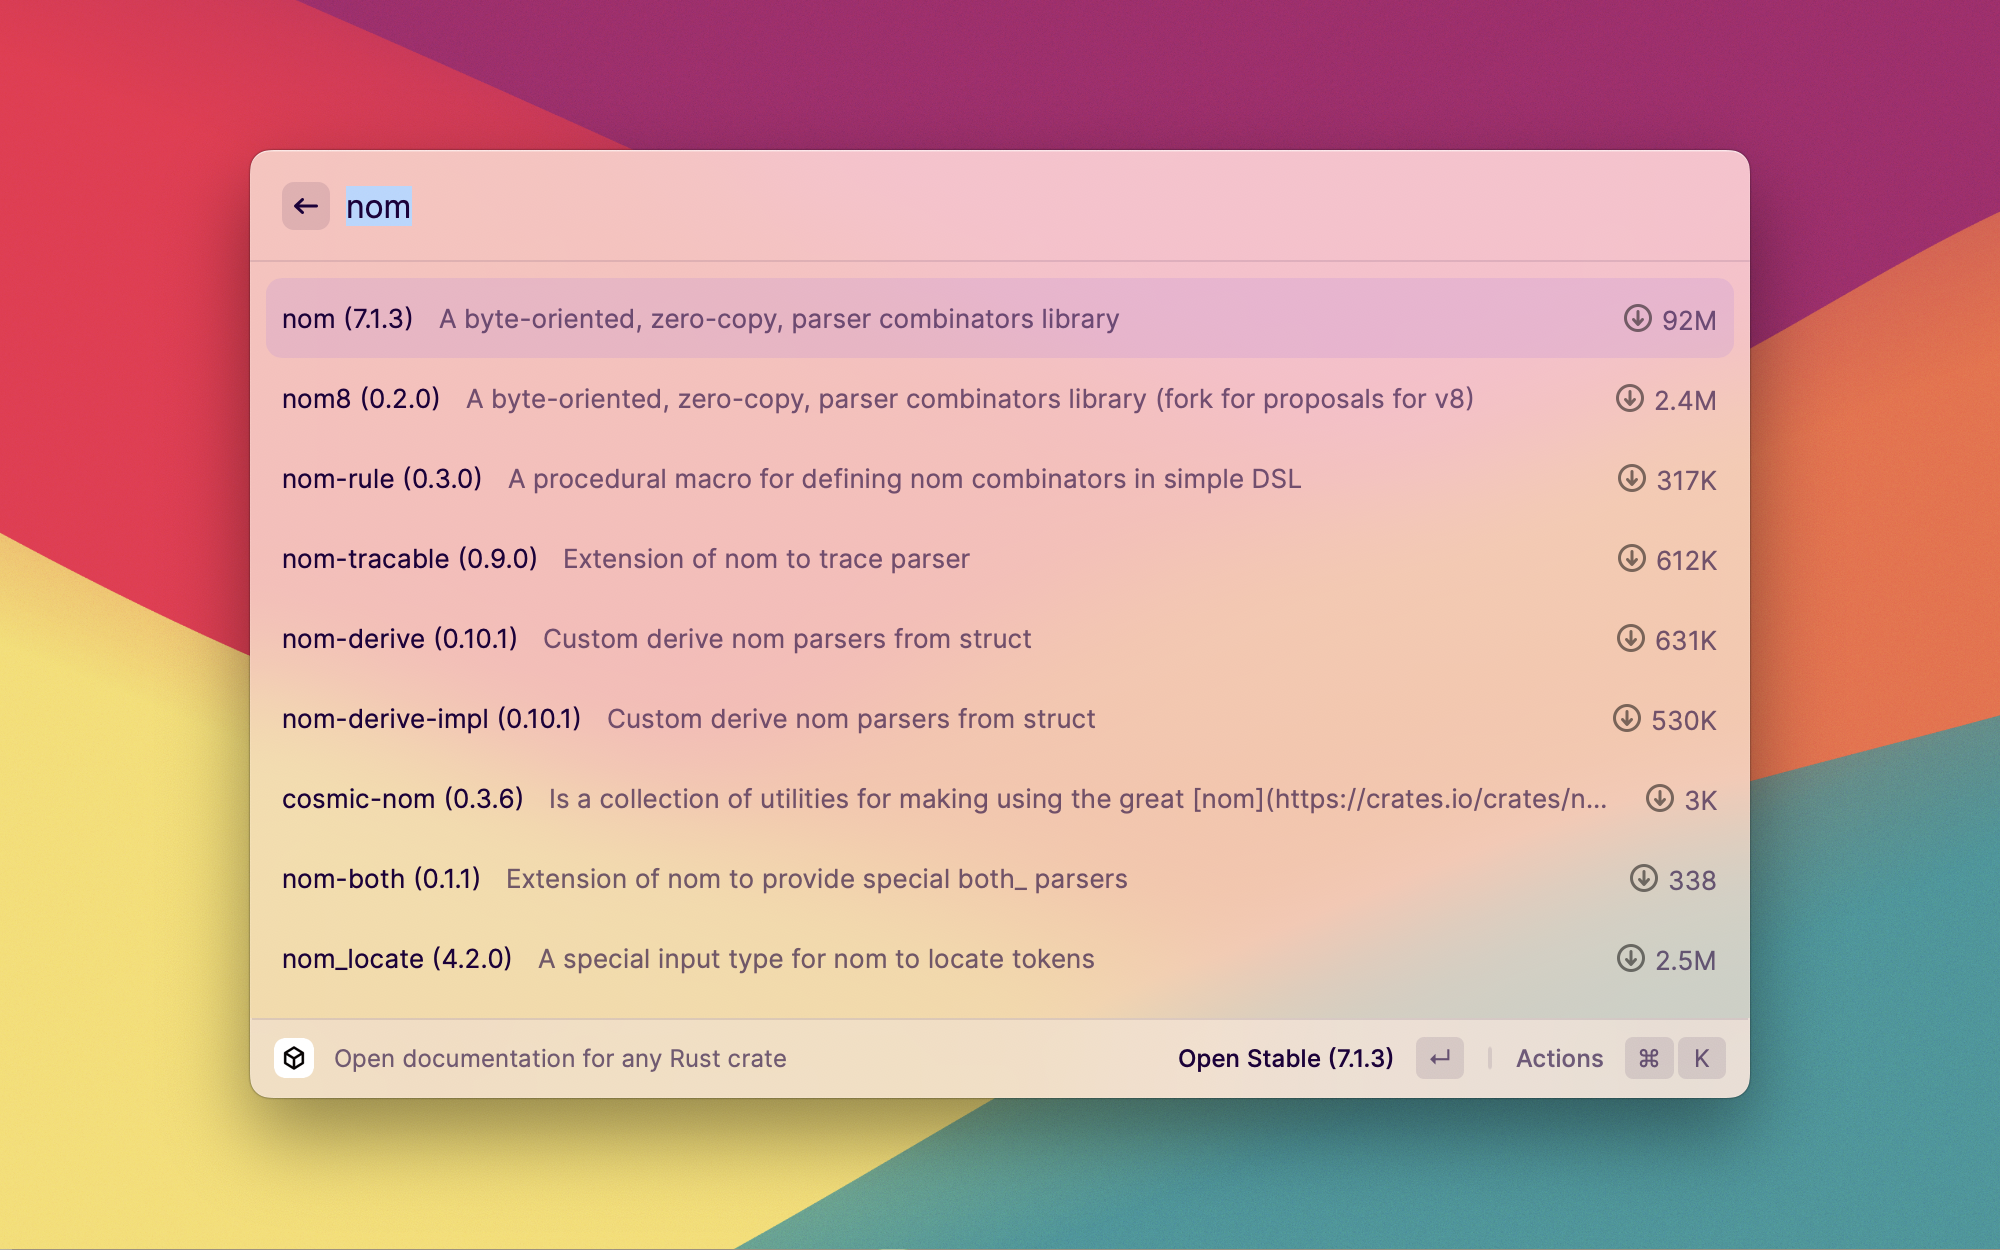 nom
nom (7.1.3) A byte-oriented, zero-copy, parser combinators library 92M
nom8 (0.2.0) A byte-oriented, zero-copy, parser combinators library (fork for proposals for v8) 2.4M
nom-rule (0.3.0) A procedural macro for defining nom combinators in simple DSL 317K
nom-tracable (0.9.0) Extension of nom to trace parser 612K
nom-derive (0.10.1) Custom derive nom parsers from struct 631K
nom-derive-impl (0.10.1) Custom derive nom parsers from struct 530K
cosmic-nom (0.3.6) Is a collection of utilities for making using the great [nom](https://crates.io/crates/n... 3K
nom-both (0.1.1) Extension of nom to provide special both_ parsers 338
nom_locate (4.2.0) A special input type for nom to locate tokens 2.5M
Open documentation for any Rust crate Open Stable (7.1.3) ↵ Actions ⌘ K